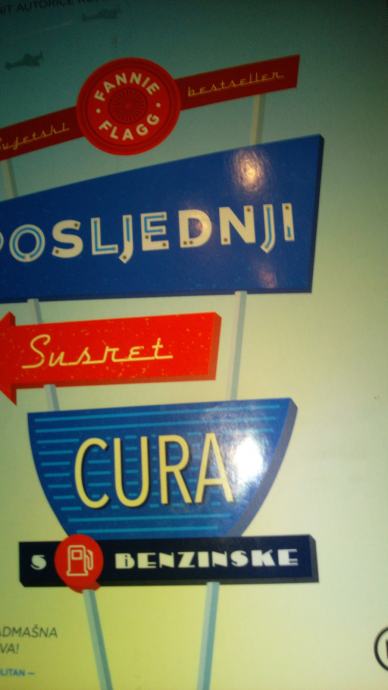 FANNIE
FLAGG
bestseller
POSLJEDNJI
Susret
CURA
S BENZINSKE